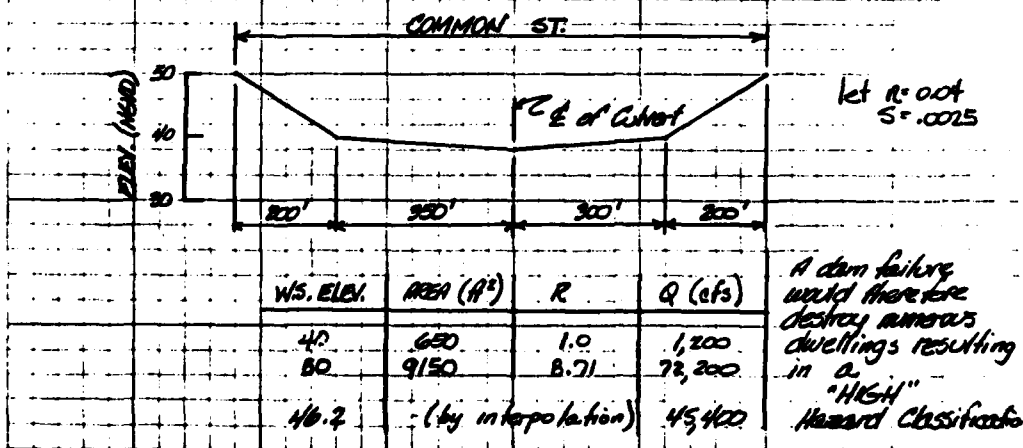 COMMON ST.
50
40
30
ELEV. (NGVD)
℄ of Culvert
let n= 0.04
S= .0025
200' 350' 300' 200'
W.S. ELEV. AREA (ft²) R Q (cfs)
40 650 1.0 1,200
50 9150 8.71 72,200
46.2 - (by interpolation) 45,400
A dam failure
would therefore
destroy numerous
dwellings resulting
in a
"HIGH"
Hazard Classificatio